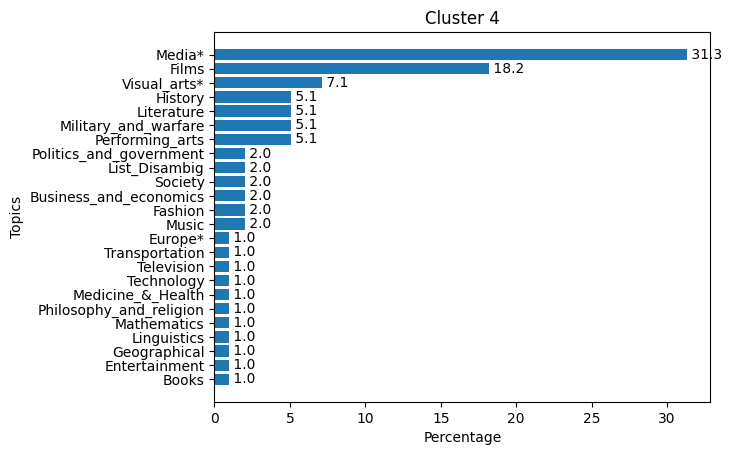 Cluster 4
Topics
Media* 31.3
Films 18.2
Visual_arts* 7.1
History 5.1
Literature 5.1
Military_and_warfare 5.1
Performing_arts 5.1
Politics_and_government 2.0
List_Disambig 2.0
Society 2.0
Business_and_economics 2.0
Fashion 2.0
Music 2.0
Europe* 1.0
Transportation 1.0
Television 1.0
Technology 1.0
Medicine_&_Health 1.0
Philosophy_and_religion 1.0
Mathematics 1.0
Linguistics 1.0
Geographical 1.0
Entertainment 1.0
Books 1.0
0 5 10 15 20 25 30
Percentage